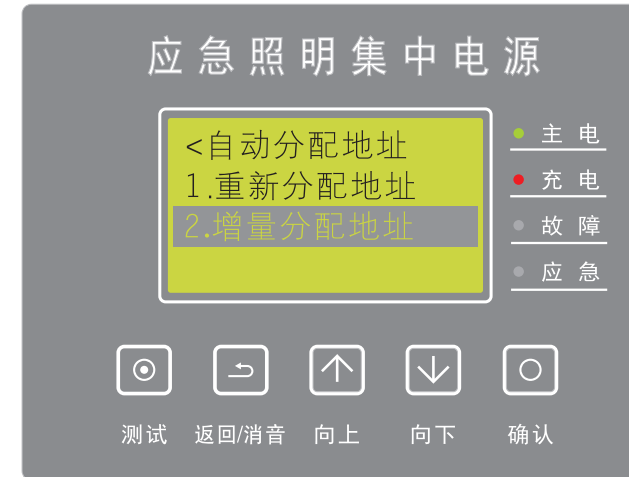 应急照明集中电源
<自动分配地址
1.重新分配地址
2.增量分配地址
主电
充电
故障
应急
测试 返回/消音 向上 向下 确认